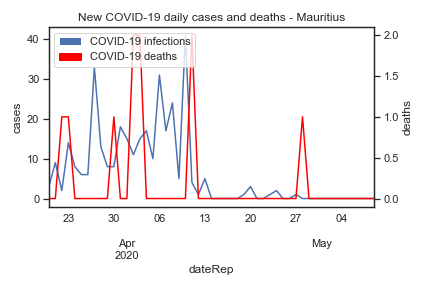 New COVID-19 daily cases and deaths - Mauritius
COVID-19 infections
COVID-19 deaths
40
30
20
10
0
cases
2.0
1.5
1.0
0.5
0.0
deaths
23 30 06 13 20 27 04
Apr May
2020
dateRep